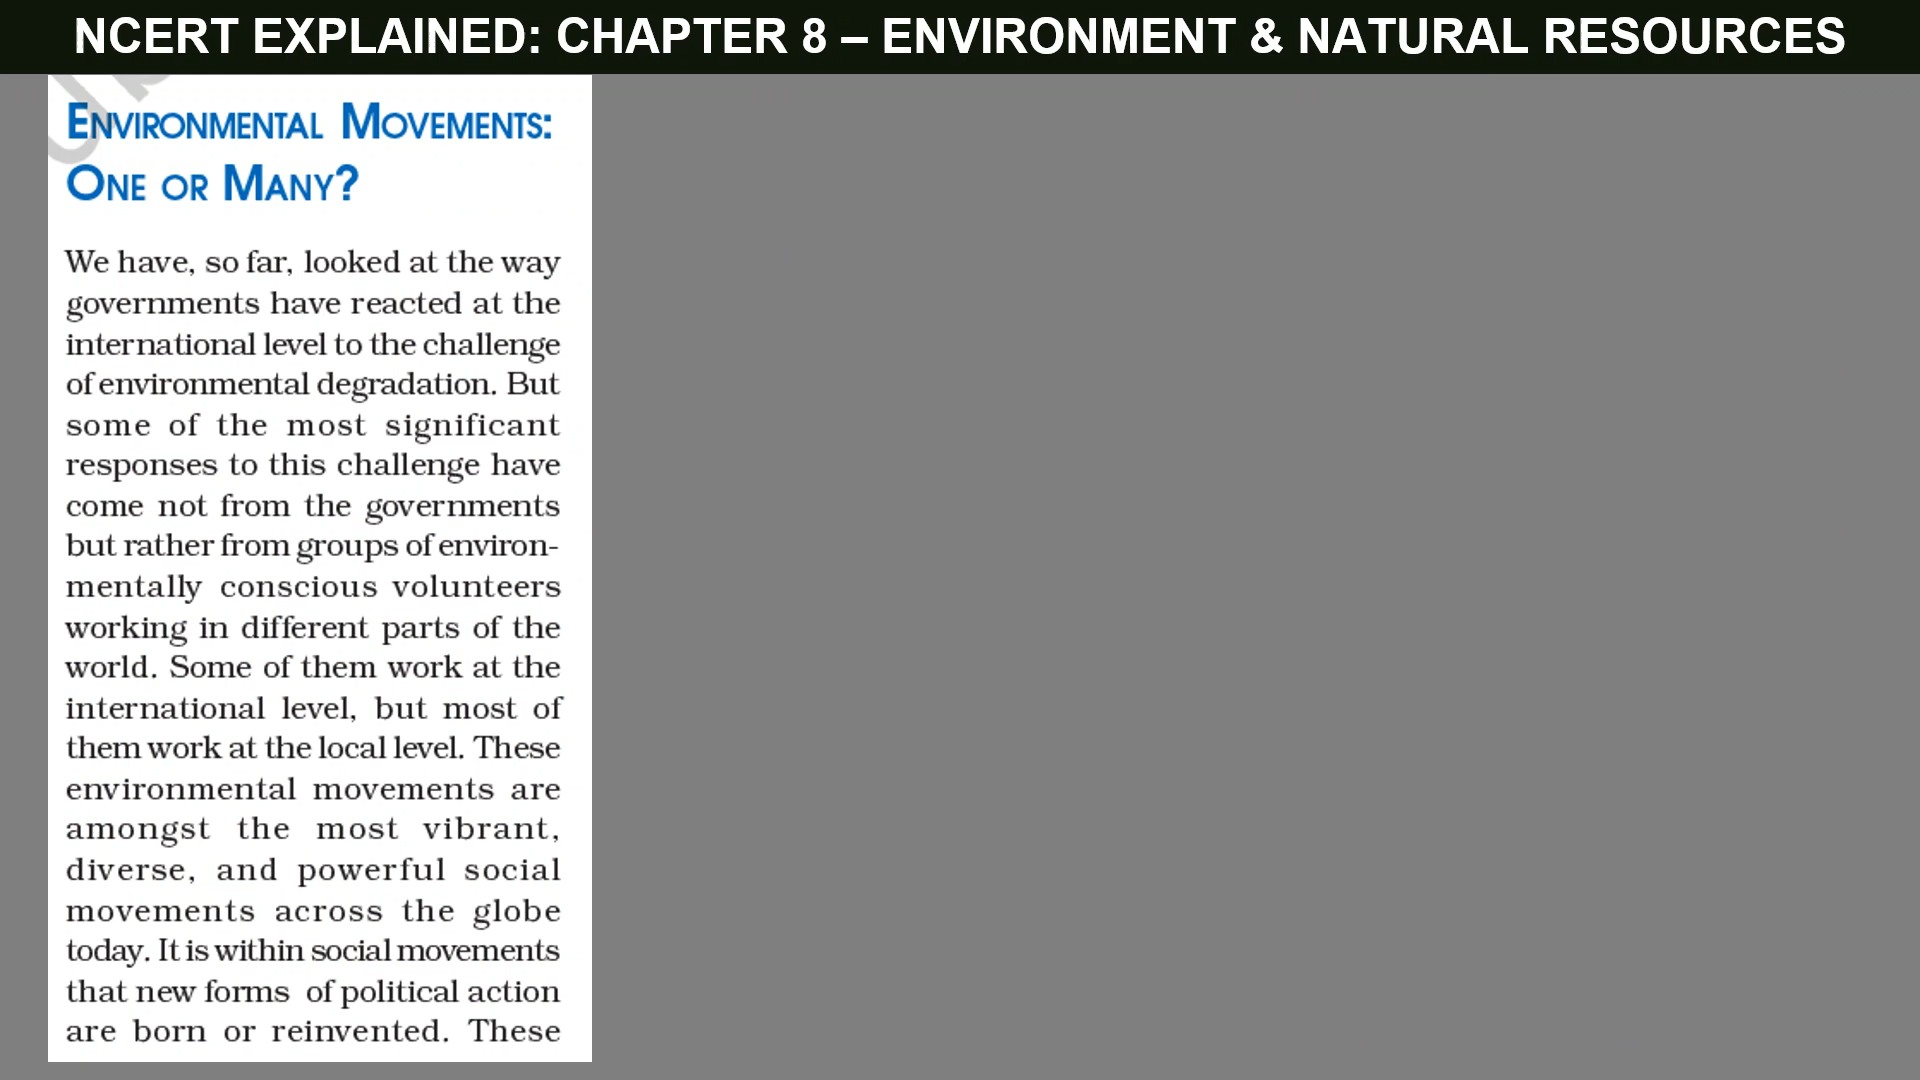 NCERT EXPLAINED: CHAPTER 8 – ENVIRONMENT & NATURAL RESOURCES
ENVIRONMENTAL MOVEMENTS:
ONE OR MANY?
We have, so far, looked at the way
governments have reacted at the
international level to the challenge
of environmental degradation. But
some of the most significant
responses to this challenge have
come not from the governments
but rather from groups of environ-
mentally conscious volunteers
working in different parts of the
world. Some of them work at the
international level, but most of
them work at the local level. These
environmental movements are
amongst the most vibrant,
diverse, and powerful social
movements across the globe
today. It is within social movements
that new forms of political action
are born or reinvented. These